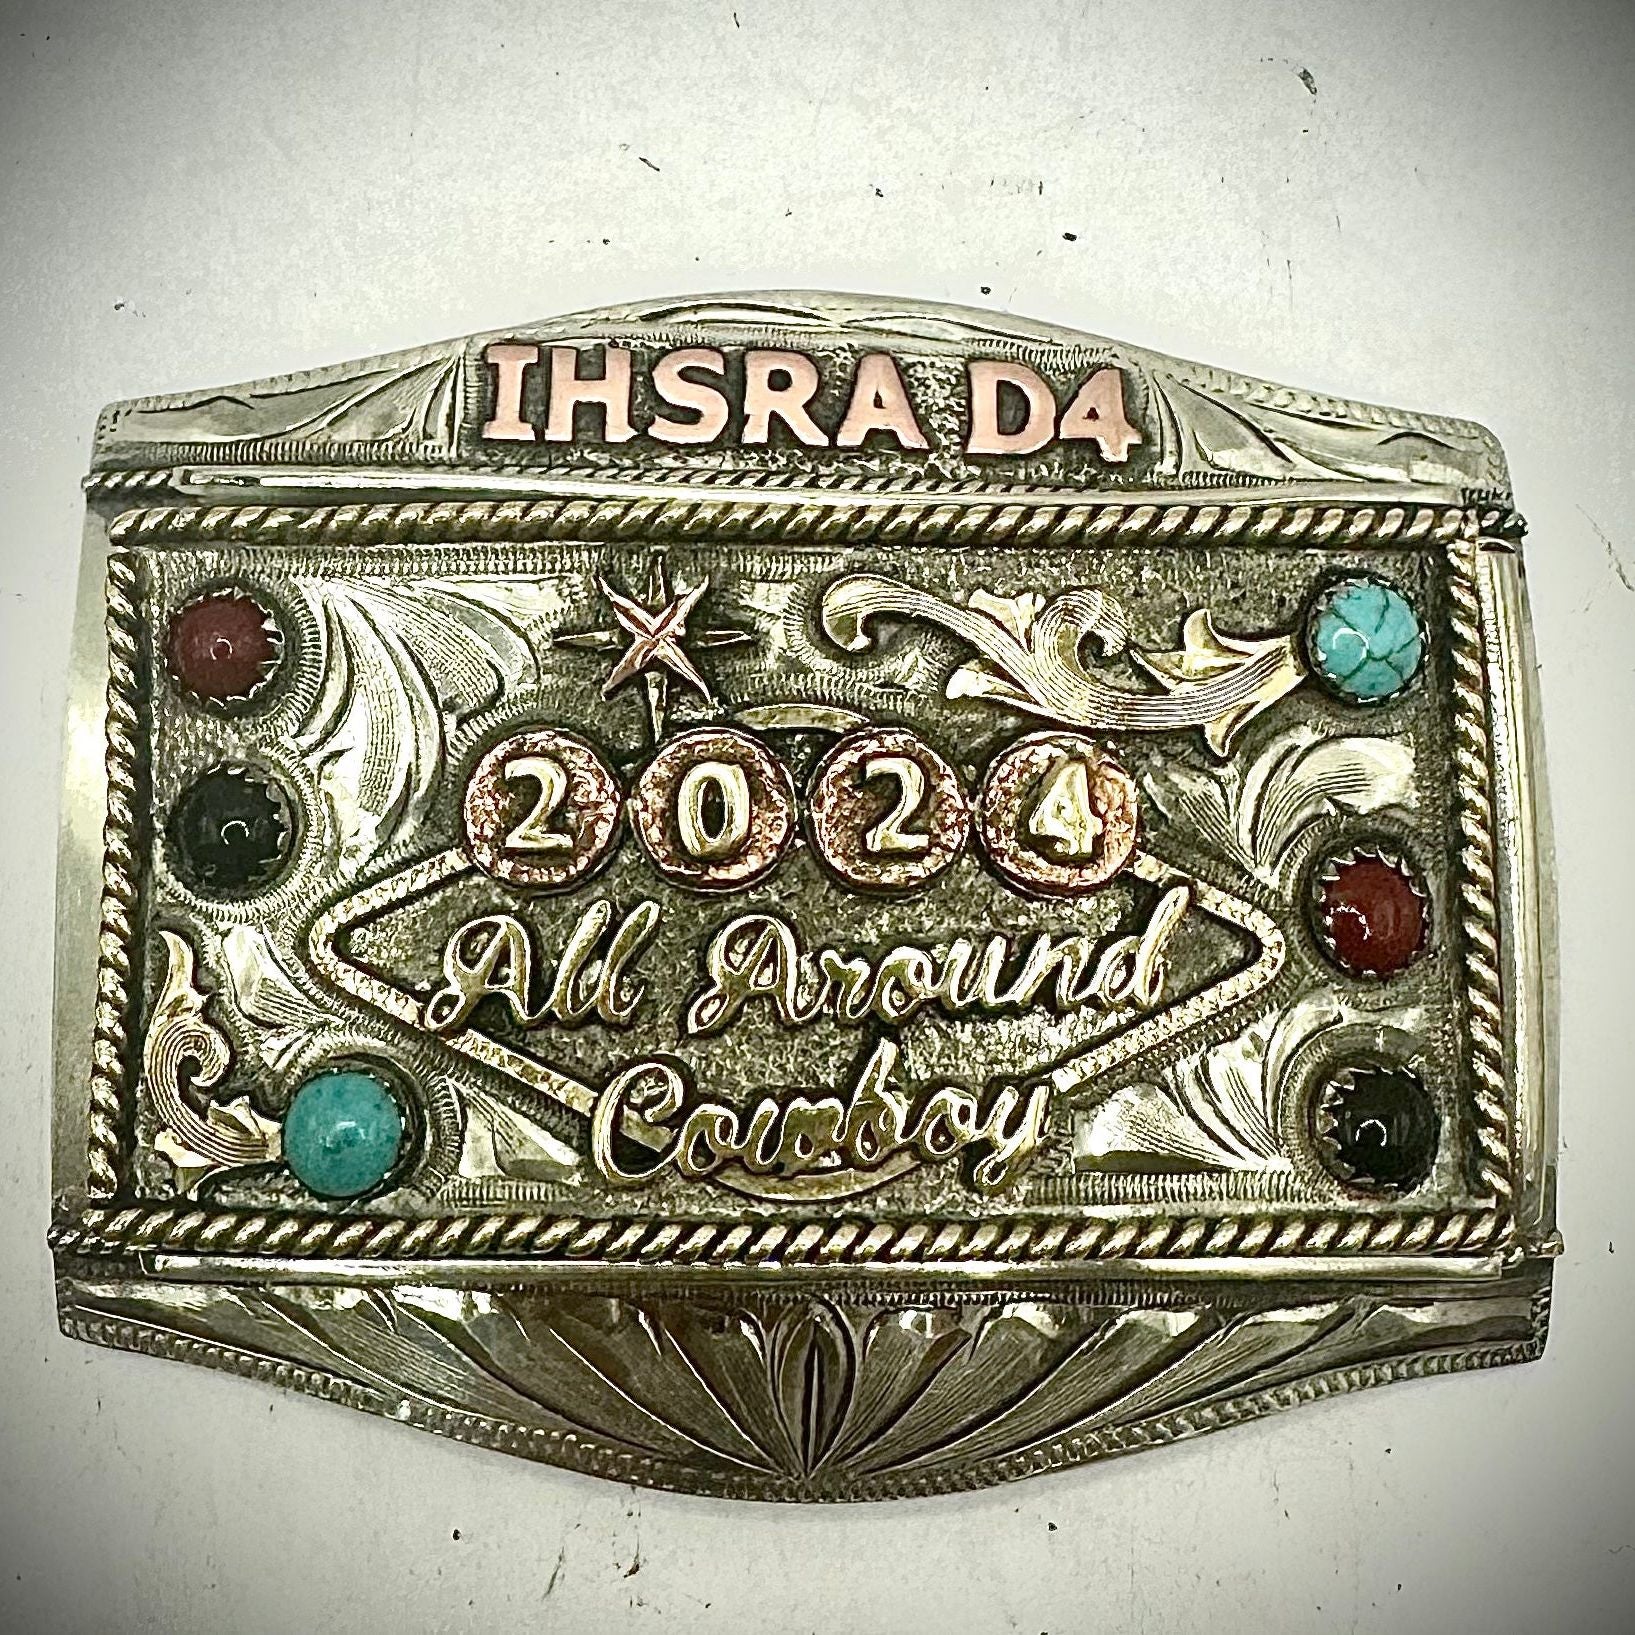 IHSRA D4
2024
All Around
Cowboy